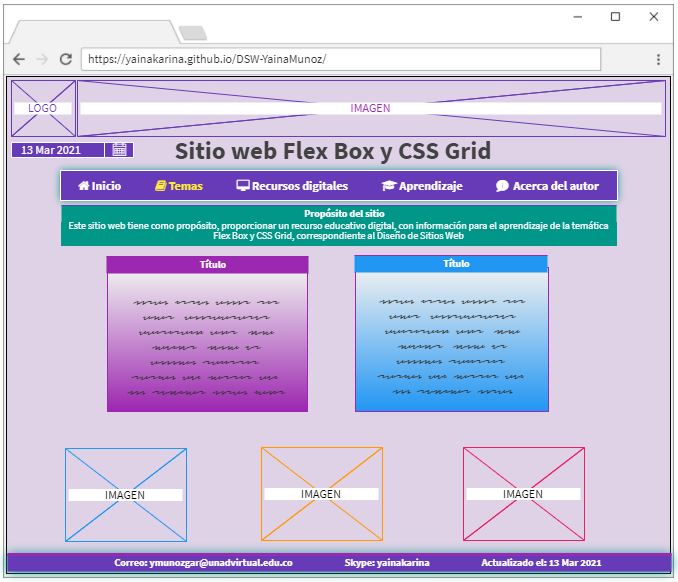 https://yainakarina.github.io/DSW-YainaMunoz/
LOGO
IMAGEN
13 Mar 2021
Sitio web Flex Box y CSS Grid
Inicio Temas Recursos digitales Aprendizaje Acerca del autor
Propósito del sitio
Este sitio web tiene como propósito, proporcionar un recurso educativo digital, con información para el aprendizaje de la temática
Flex Box y CSS Grid, correspondiente al Diseño de Sitios Web
Título
Título
IMAGEN
IMAGEN
IMAGEN
Correo: ymunozgar@unadvirtual.edu.co Skype: yainakarina Actualizado el: 13 Mar 2021